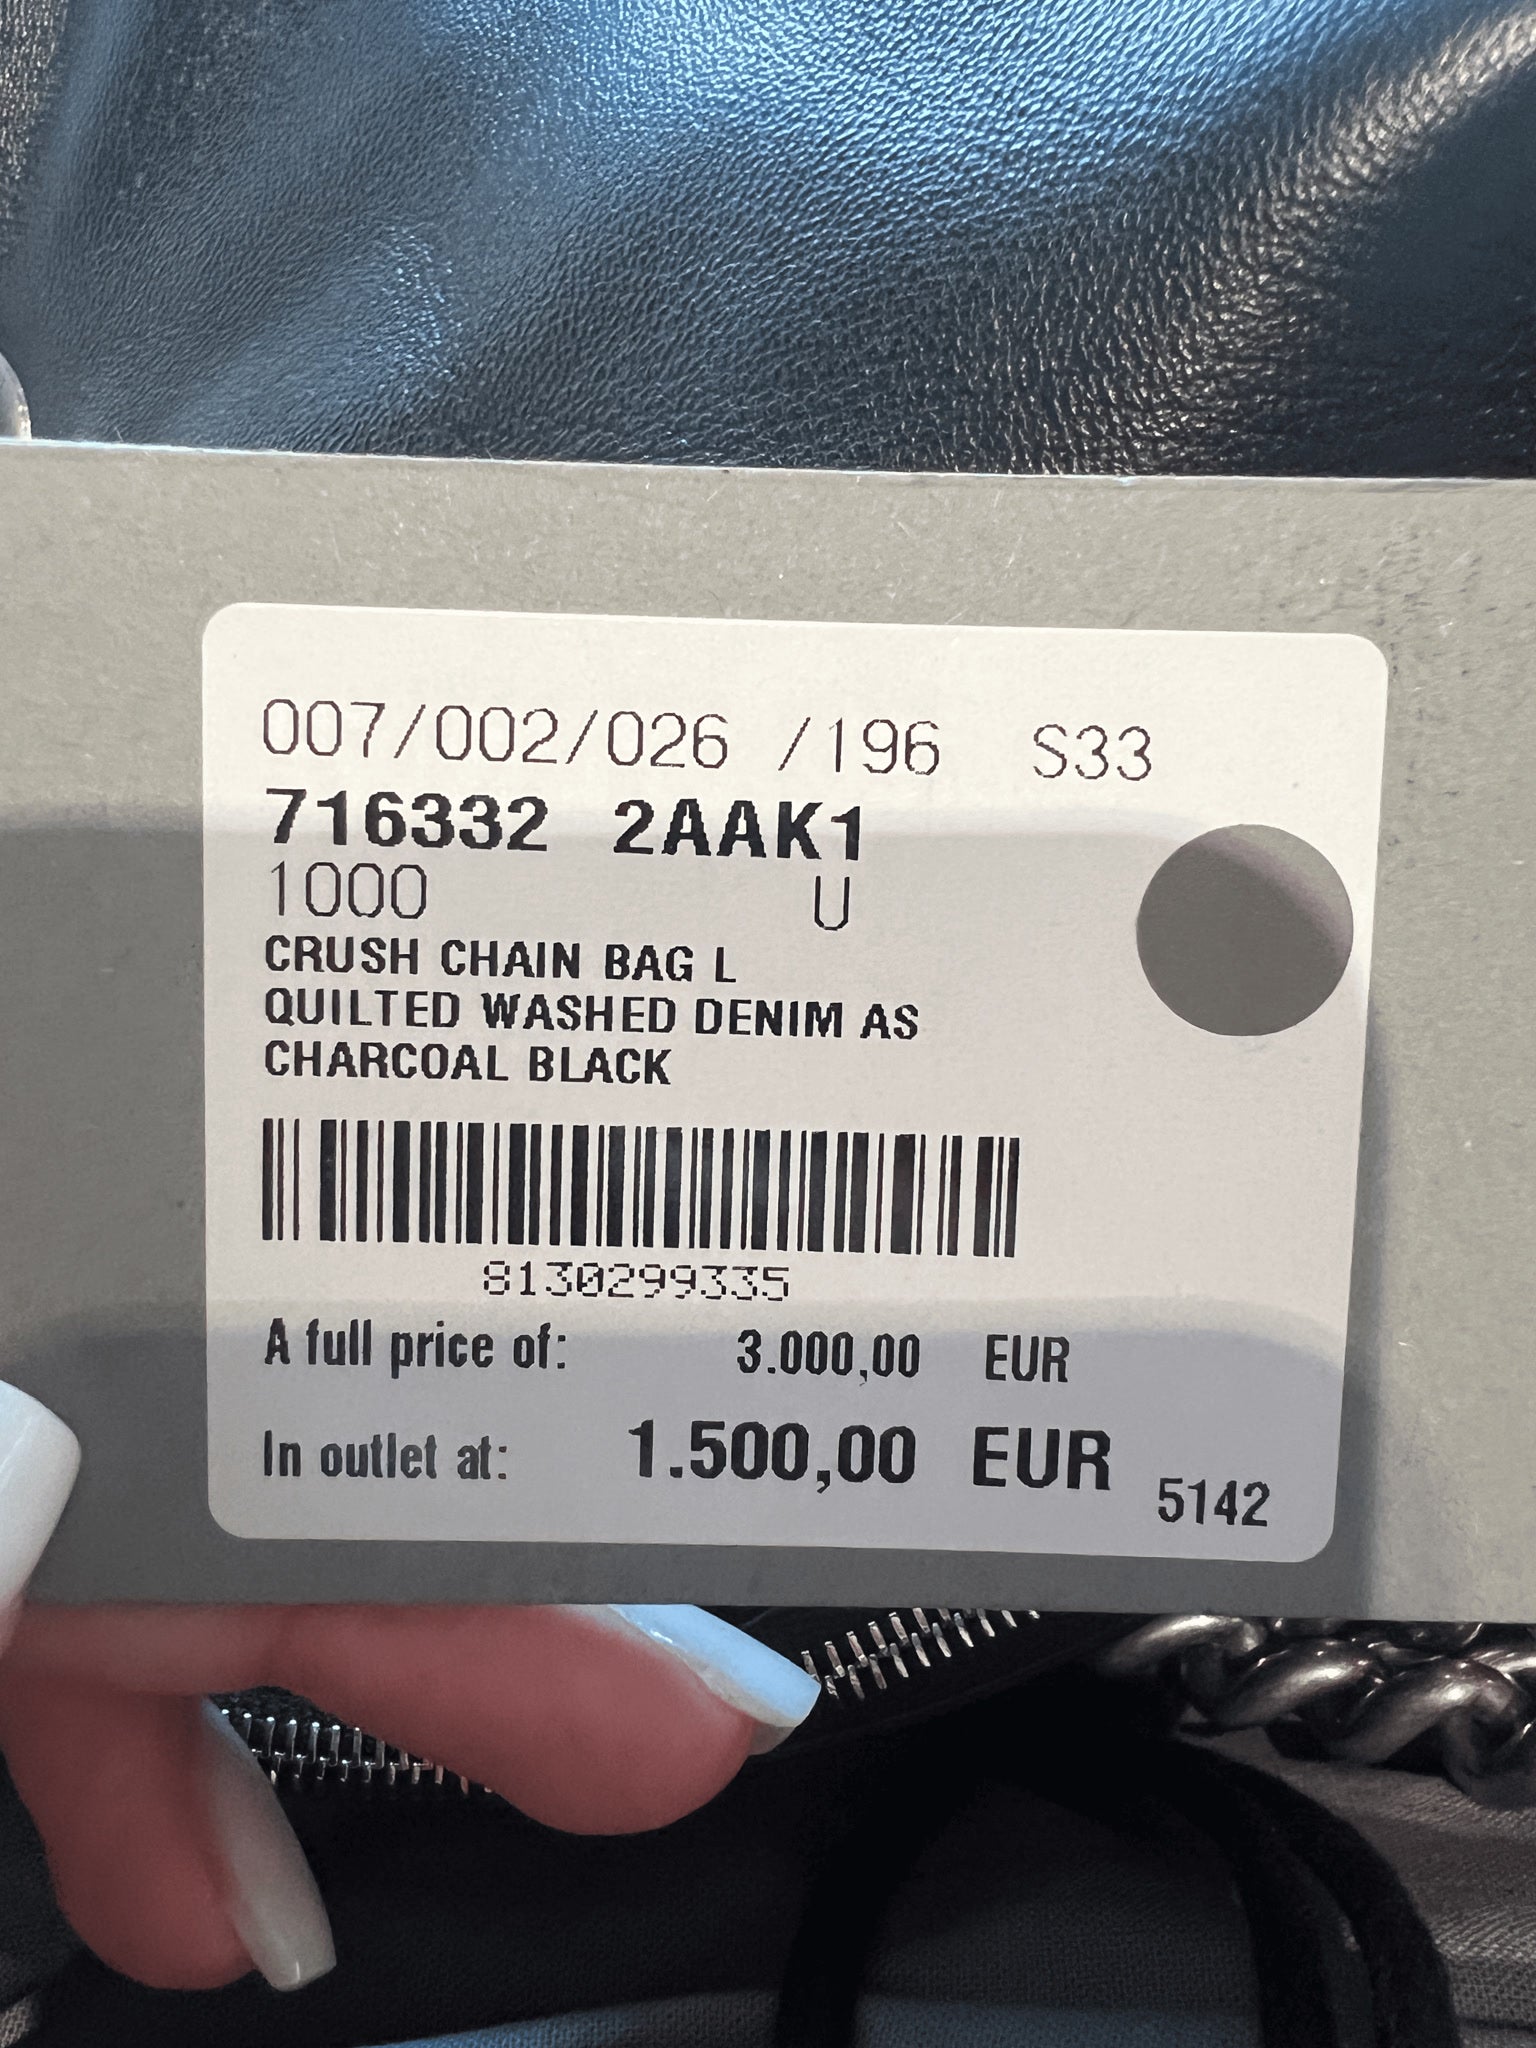 007/002/026 /196 S33
716332 2AAK1
1000 U
CRUSH CHAIN BAG L
QUILTED WASHED DENIM AS
CHARCOAL BLACK
8130299335
A full price of: 3.000,00 EUR
In outlet at: 1.500,00 EUR 5142